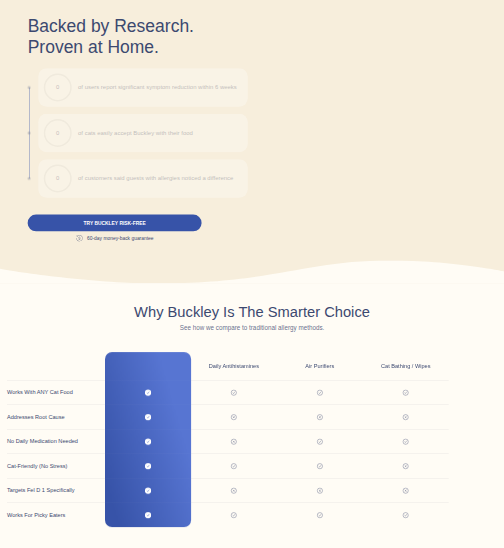 Backed by Research.
Proven at Home.
0
of users report significant symptom reduction within 6 weeks
0
of cats easily accept Buckley with their food
0
of customers said guests with allergies noticed a difference
TRY BUCKLEY RISK-FREE
60-day money-back guarantee
Why Buckley Is The Smarter Choice
See how we compare to traditional allergy methods.
Daily Antihistamines Air Purifiers Cat Bathing / Wipes
Works With ANY Cat Food
Addresses Root Cause
No Daily Medication Needed
Cat-Friendly (No Stress)
Targets Fel D 1 Specifically
Works For Picky Eaters